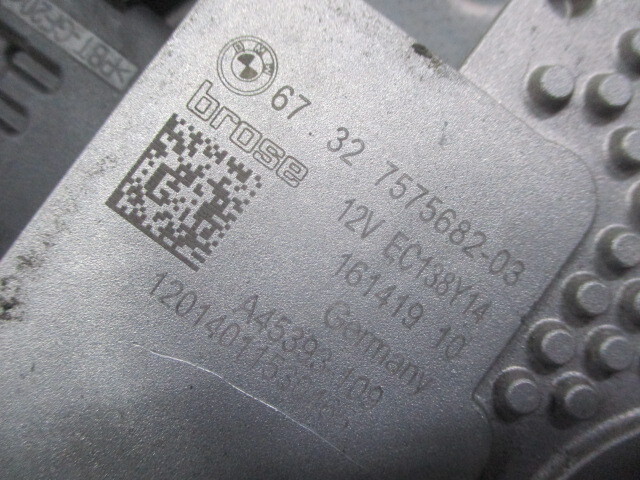 BMW
67.32 7575682-03
brose
12V EC138Y14
161419 10
Germany
A45393 109